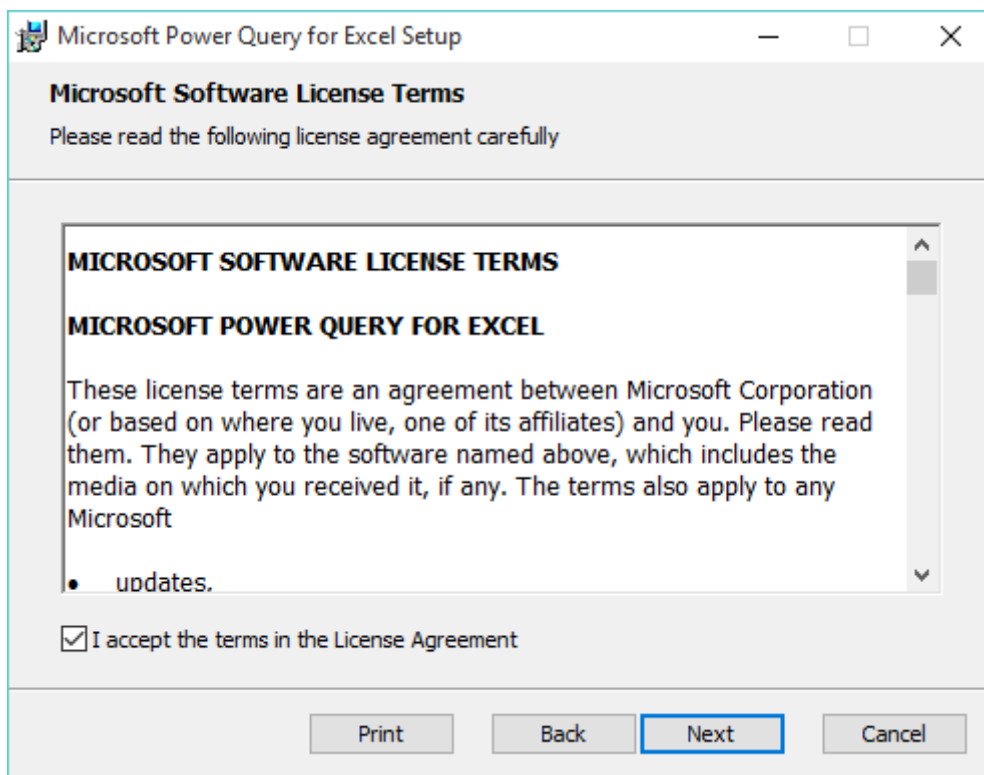 Microsoft Power Query for Excel Setup
Microsoft Software License Terms
Please read the following license agreement carefully
MICROSOFT SOFTWARE LICENSE TERMS
MICROSOFT POWER QUERY FOR EXCEL
These license terms are an agreement between Microsoft Corporation
(or based on where you live, one of its affiliates) and you. Please read
them. They apply to the software named above, which includes the
media on which you received it, if any. The terms also apply to any
Microsoft
• updates,
I accept the terms in the License Agreement
Print Back Next Cancel